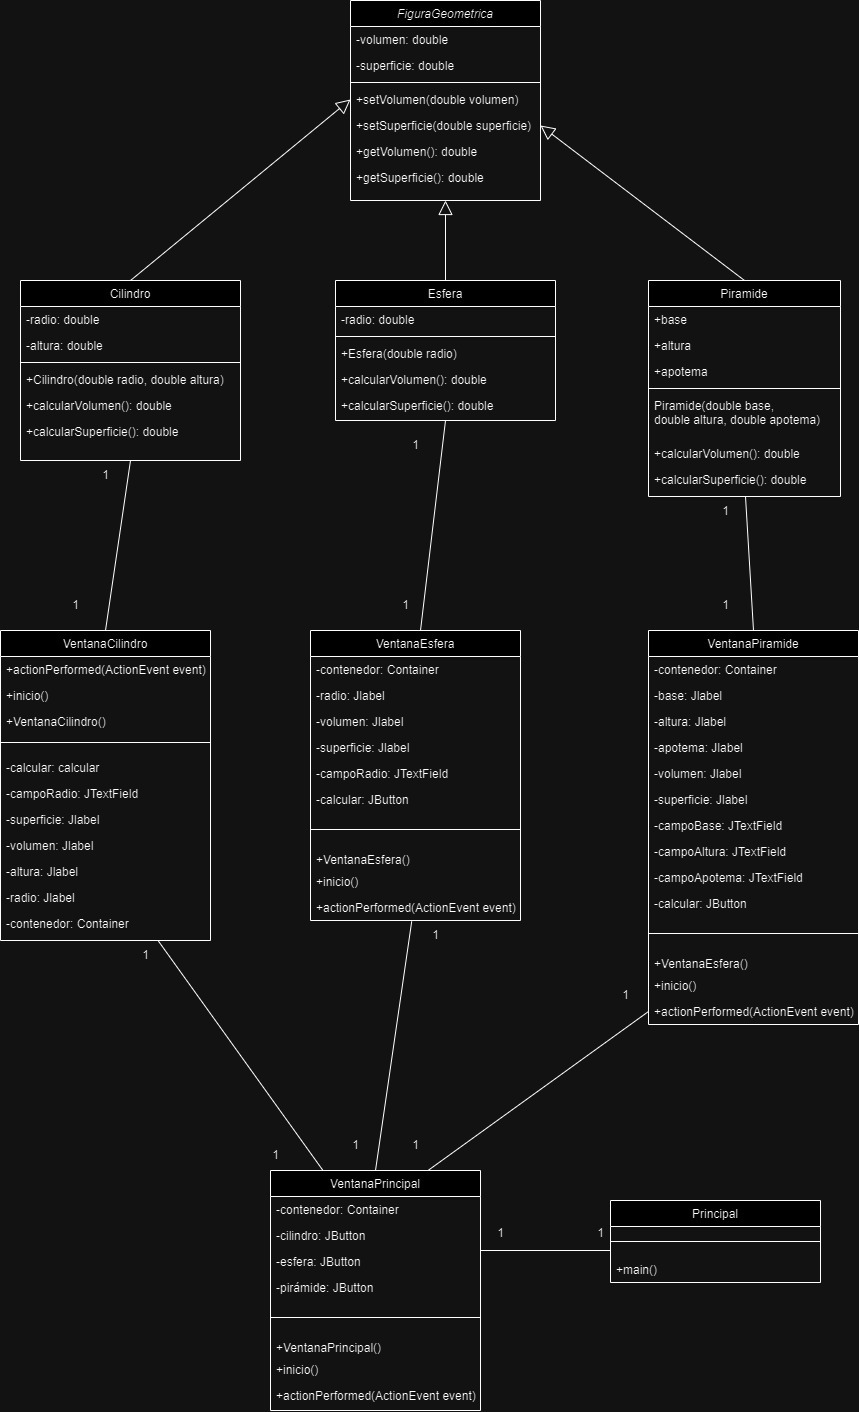 FiguraGeometrica
-volumen: double
-superficie: double
+setVolumen(double volumen)
+setSuperficie(double superficie)
+getVolumen(): double
+getSuperficie(): double
Cilindro
-radio: double
-altura: double
+Cilindro(double radio, double altura)
+calcularVolumen(): double
+calcularSuperficie(): double
1
Esfera
-radio: double
+Esfera(double radio)
+calcularVolumen(): double
+calcularSuperficie(): double
1
Piramide
+base
+altura
+apotema
Piramide(double base,
double altura, double apotema)
+calcularVolumen(): double
+calcularSuperficie(): double
1
1
VentanaCilindro
+actionPerformed(ActionEvent event)
+inicio()
+VentanaCilindro()
-calcular: calcular
-campoRadio: JTextField
-superficie: Jlabel
-volumen: Jlabel
-altura: Jlabel
-radio: Jlabel
-contenedor: Container
1
1
VentanaEsfera
-contenedor: Container
-radio: Jlabel
-volumen: Jlabel
-superficie: Jlabel
-campoRadio: JTextField
-calcular: JButton
+VentanaEsfera()
+inicio()
+actionPerformed(ActionEvent event)
1
1
VentanaPiramide
-contenedor: Container
-base: Jlabel
-altura: Jlabel
-apotema: Jlabel
-volumen: Jlabel
-superficie: Jlabel
-campoBase: JTextField
-campoAltura: JTextField
-campoApotema: JTextField
-calcular: JButton
+VentanaEsfera()
+inicio()
+actionPerformed(ActionEvent event)
1
1
1
1
VentanaPrincipal
-contenedor: Container
-cilindro: JButton
-esfera: JButton
-pirámide: JButton
+VentanaPrincipal()
+inicio()
+actionPerformed(ActionEvent event)
1
1
Principal
+main()